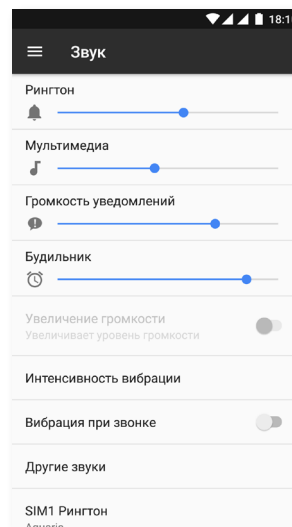 18:1
Звук
Рингтон
Мультимедиа
Громкость уведомлений
Будильник
Увеличение громкости
Увеличивает уровень громкости
Интенсивность вибрации
Вибрация при звонке
Другие звуки
SIM1 Рингтон
Aquaria